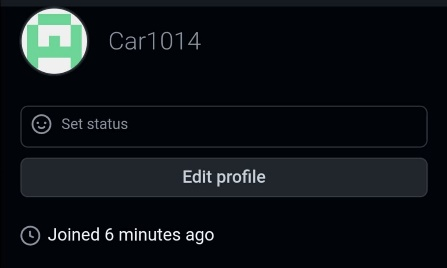 Car1014
Set status
Edit profile
Joined 6 minutes ago